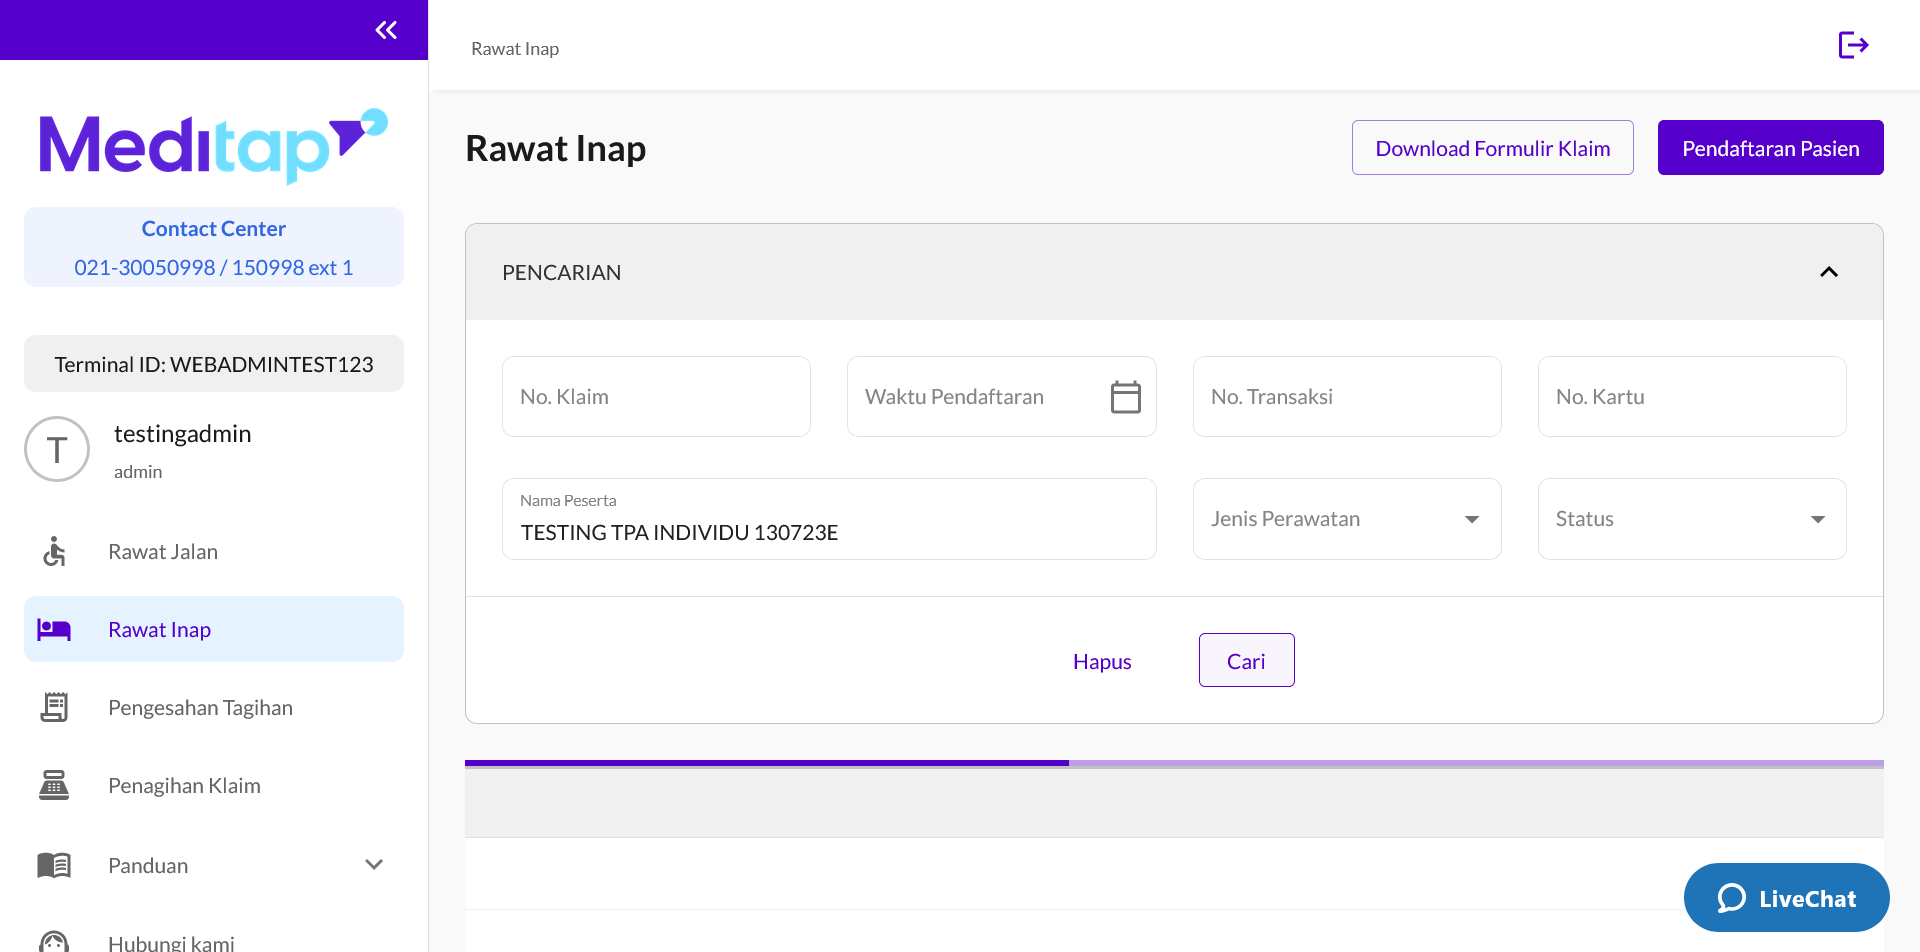 Meditap
Contact Center
021-30050998 / 150998 ext 1
Terminal ID: WEBADMINTEST123
T
testingadmin
admin
Rawat Jalan
Rawat Inap
Pengesahan Tagihan
Penagihan Klaim
Panduan
Hubungi kami
Rawat Inap
Rawat Inap
Download Formulir Klaim
Pendaftaran Pasien
PENCARIAN
No. Klaim
Waktu Pendaftaran
No. Transaksi
No. Kartu
Nama Peserta
TESTING TPA INDIVIDU 130723E
Jenis Perawatan
Status
Hapus
Cari
LiveChat